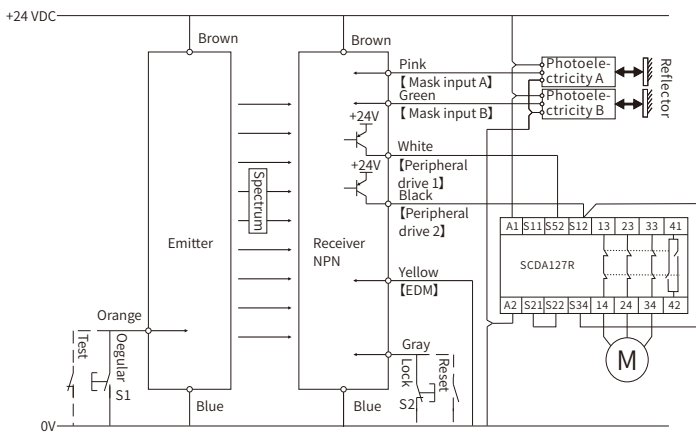 +24 VDC
Brown
Brown
Pink
【Mask input A】
Green
【Mask input B】
+24V
White
【Peripheral
drive 1】
+24V
Black
【Peripheral
drive 2】
Photoele-
ctricity A
Photoele-
ctricity B
Reflector
Spectrum
Emitter
Receiver
NPN
A1 S11 S52 S12 13 23 33 41
SCDA127R
A2 S21 S22 S34 14 24 34 42
M
Yellow
【EDM】
Orange
Test
Oegular
S1
Gray
Lock
Reset
S2
Blue
Blue
0V